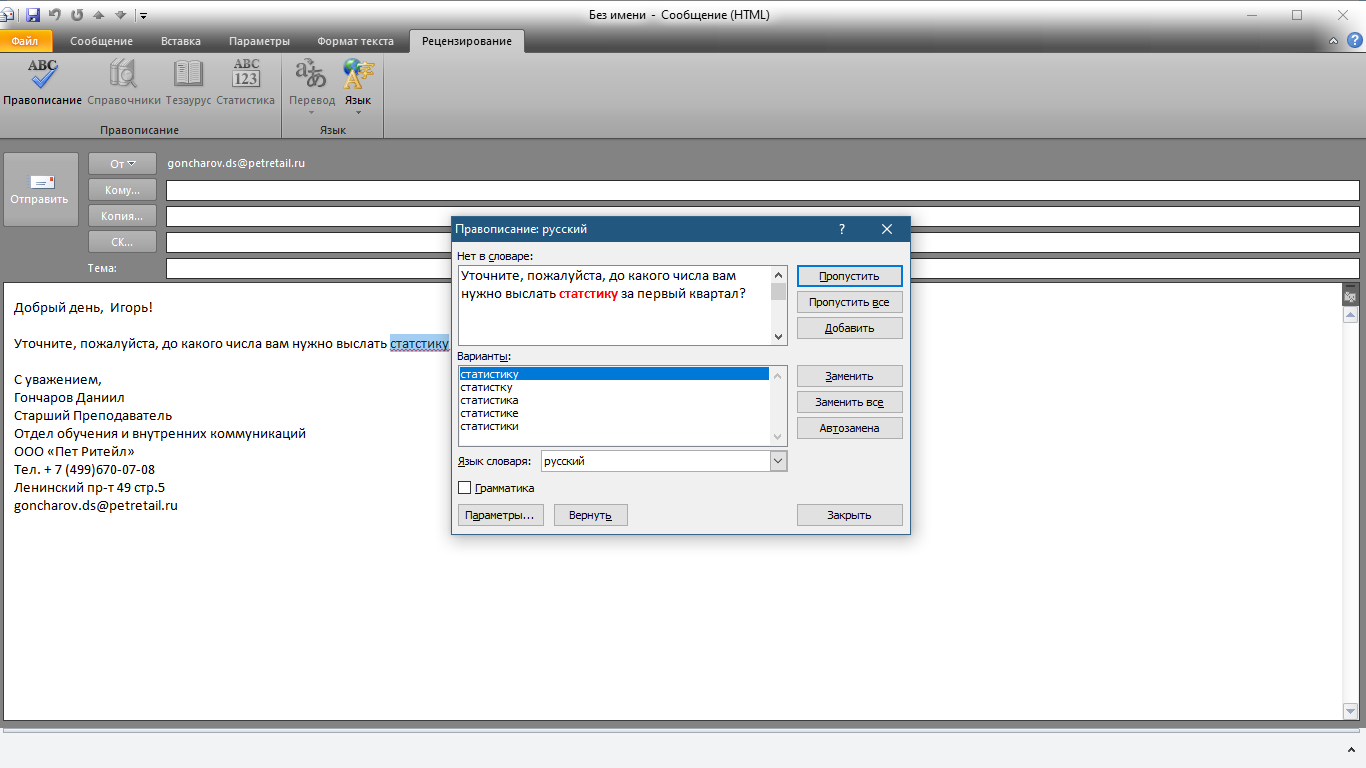 Без имени - Сообщение (HTML)
Файл Сообщение Вставка Параметры Формат текста Рецензирование
ABC ABC 123
Правописание Справочники Тезаурус Статистика Перевод Язык
Правописание Язык
Отправить
От goncharov.ds@petretail.ru
Кому...
Копия...
СК...
Тема:
Добрый день, Игорь!
Уточните, пожалуйста, до какого числа вам нужно выслать статстику
С уважением,
Гончаров Даниил
Старший Преподаватель
Отдел обучения и внутренних коммуникаций
ООО «Пет Ритейл»
Тел. + 7 (499)670-07-08
Ленинский пр-т 49 стр.5
goncharov.ds@petretail.ru
Правописание: русский ?
Нет в словаре:
Уточните, пожалуйста, до какого числа вам
нужно выслать статстику за первый квартал?
Пропустить
Пропустить все
Добавить
Варианты:
статистику
статистку
статистика
статистике
статистики
Заменить
Заменить все
Автозамена
Язык словаря: русский
Грамматика
Параметры... Вернуть Закрыть